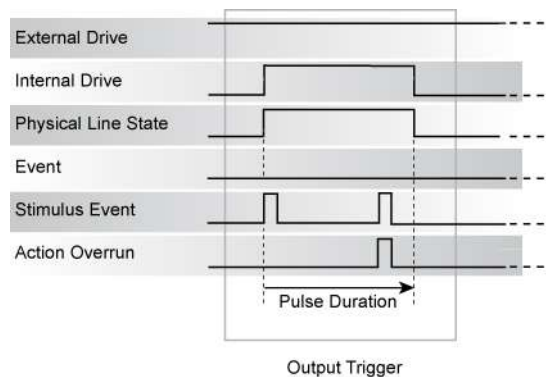 External Drive
Internal Drive
Physical Line State
Event
Stimulus Event
Action Overrun
Pulse Duration
Output Trigger